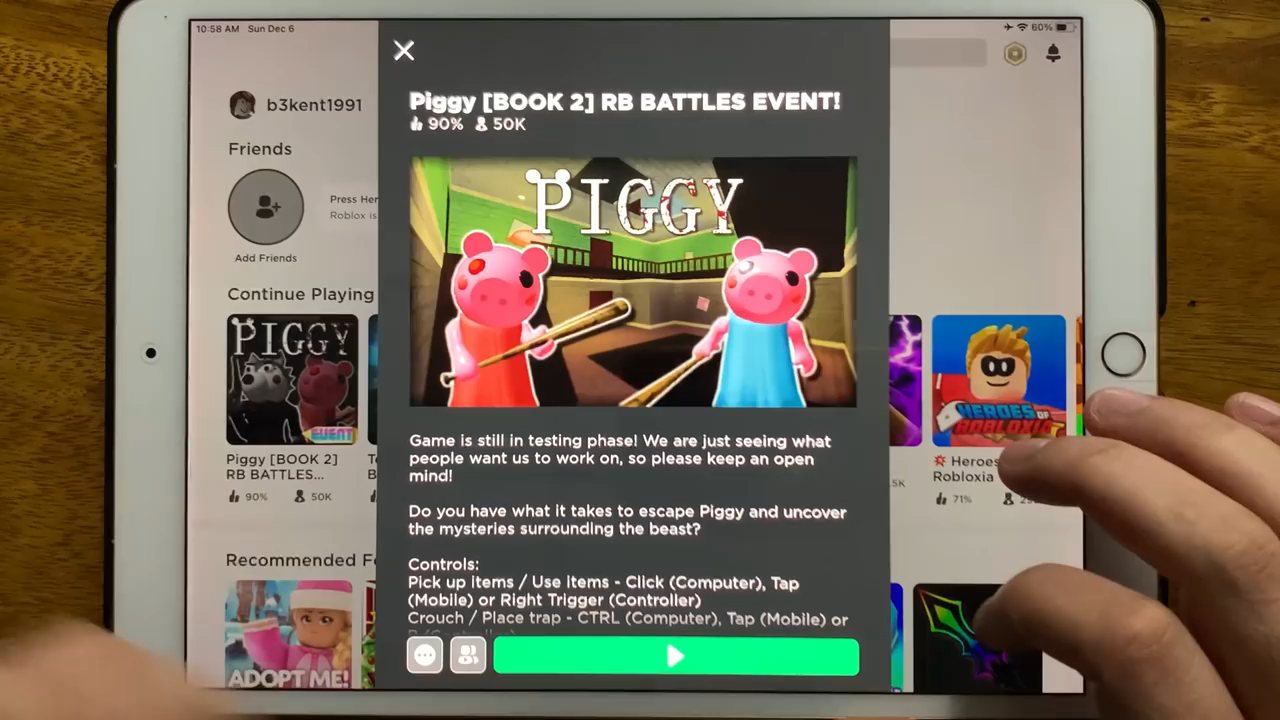 10:58 AM Sun Dec 6
60%
b3kent1991
Friends
Add Friends
Press Her
Roblox is
Continue Playing
PIGGY
EVENT
Piggy [BOOK 2]
RB BATTLES...
90% 50K
Recommended F
ADOPT ME!
Piggy [BOOK 2] RB BATTLES EVENT!
90% 50K
PIGGY
Game is still in testing phase! We are just seeing what
people want us to work on, so please keep an open
mind!
Do you have what it takes to escape Piggy and uncover
the mysteries surrounding the beast?
Controls:
Pick up items / Use items - Click (Computer), Tap
(Mobile) or Right Trigger (Controller)
Crouch / Place trap - CTRL (Computer), Tap (Mobile) or
5K
HEROES OF
ROBLOXIA
Heroes
Robloxia
71%